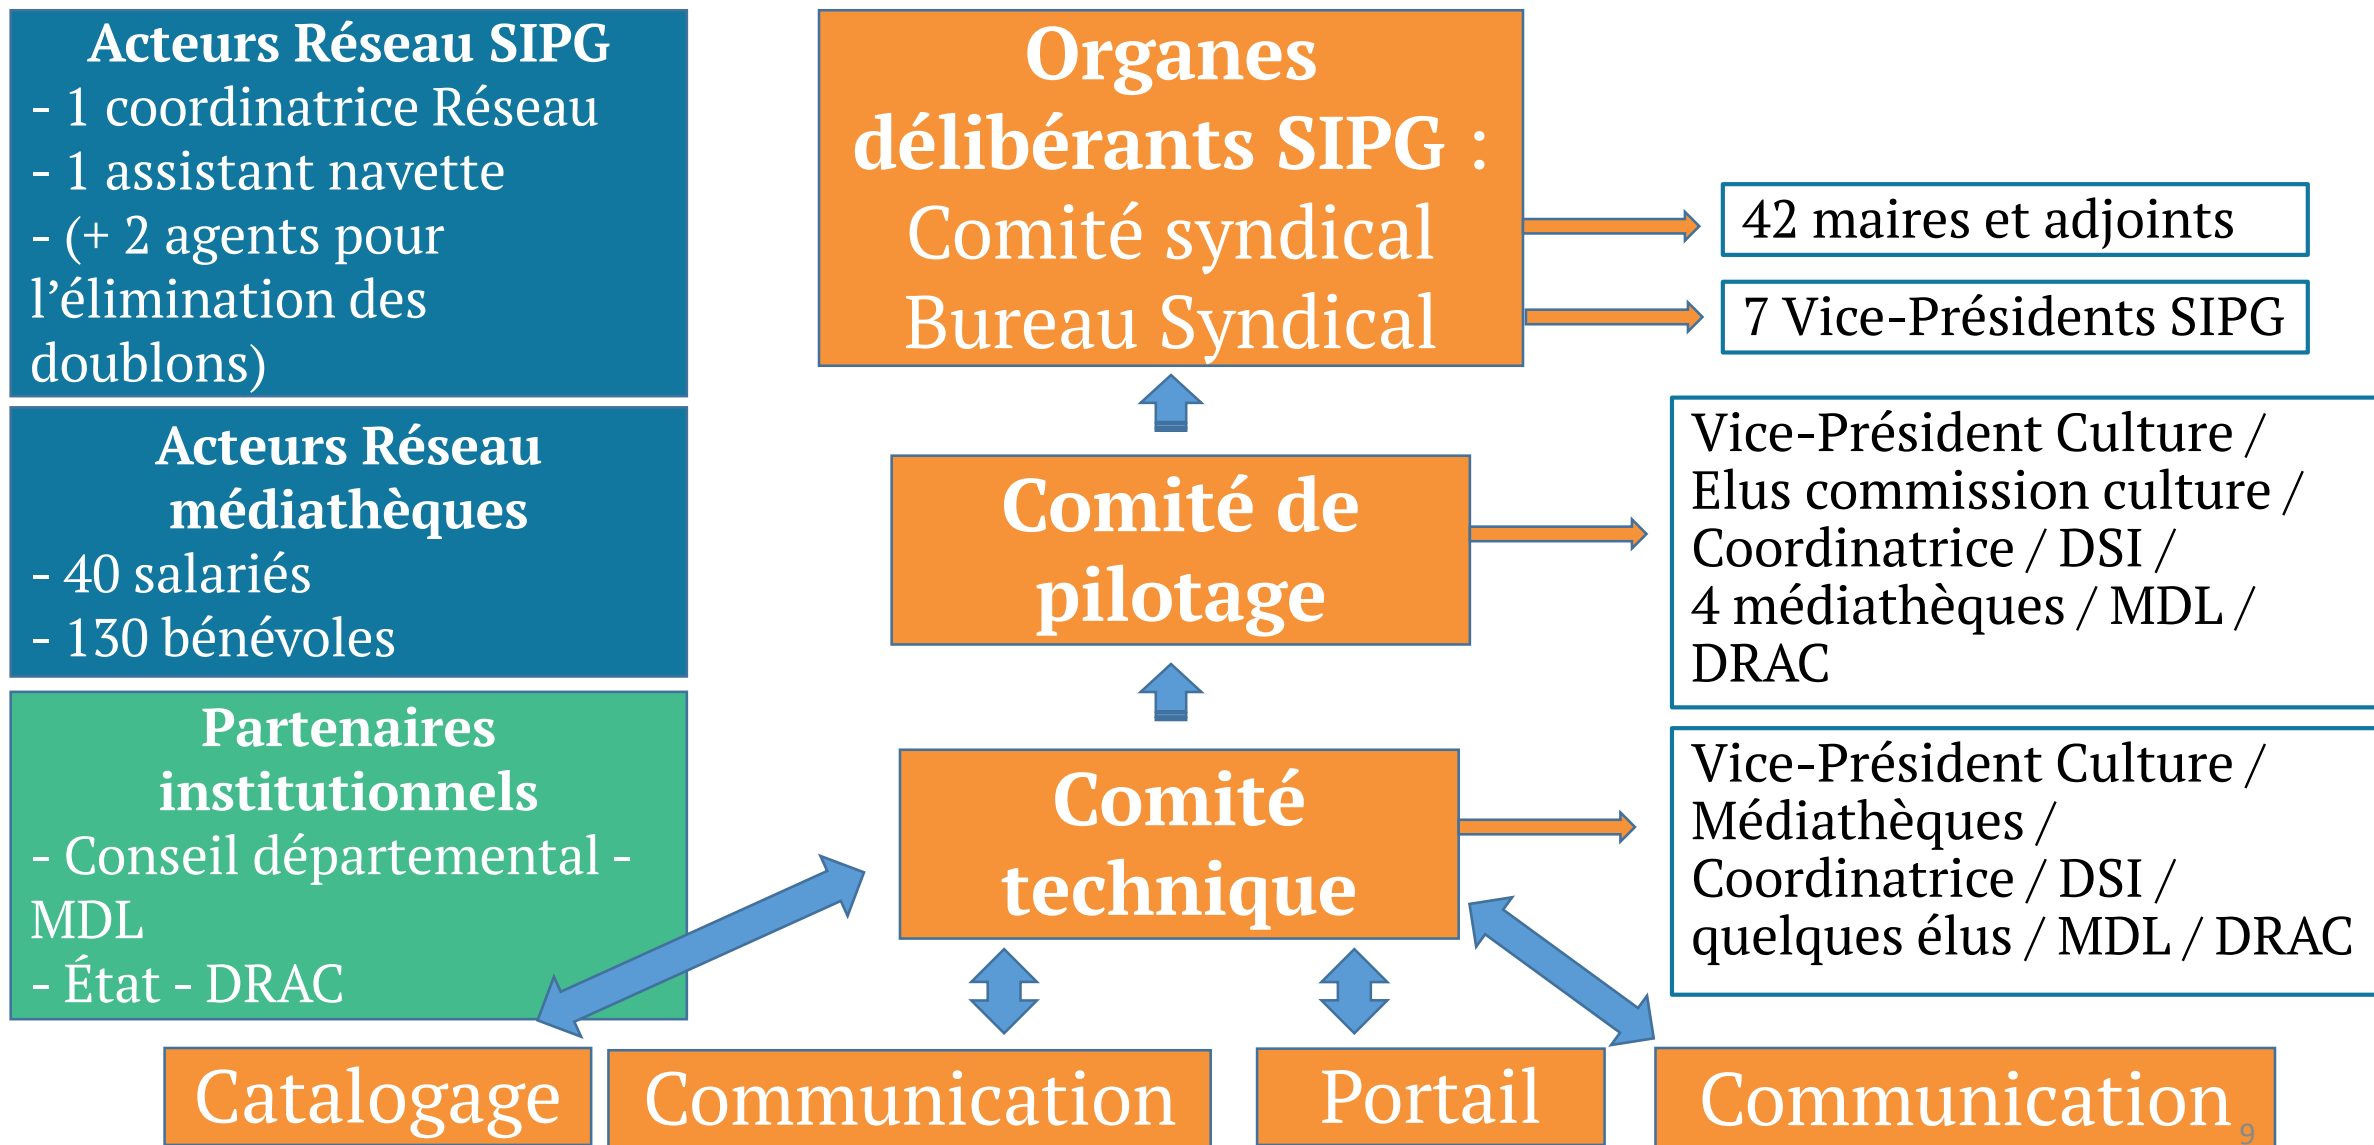 Acteurs Réseau SIPG
- 1 coordinatrice Réseau
- 1 assistant navette
- (+ 2 agents pour
l’élimination des
doublons)
Acteurs Réseau
médiathèques
- 40 salariés
- 130 bénévoles
Partenaires
institutionnels
- Conseil départemental -
MDL
- État - DRAC
Organes
délibérants SIPG :
Comité syndical
Bureau Syndical
42 maires et adjoints
7 Vice-Présidents SIPG
Comité de
pilotage
Vice-Président Culture /
Elus commission culture /
Coordinatrice / DSI /
4 médiathèques / MDL /
DRAC
Comité
technique
Vice-Président Culture /
Médiathèques /
Coordinatrice / DSI /
quelques élus / MDL / DRAC
Catalogage
Communication
Portail
Communication
9